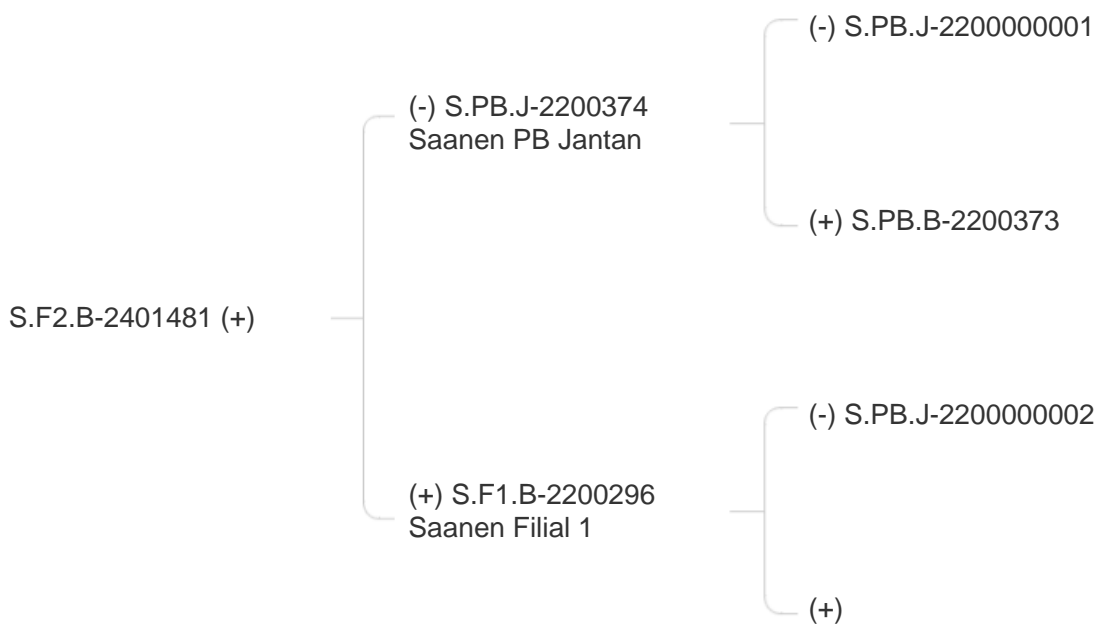 (-) S.PB.J-2200000001
(-) S.PB.J-2200374
Saanen PB Jantan
(+) S.PB.B-2200373
S.F2.B-2401481 (+)
(-) S.PB.J-2200000002
(+) S.F1.B-2200296
Saanen Filial 1
(+)